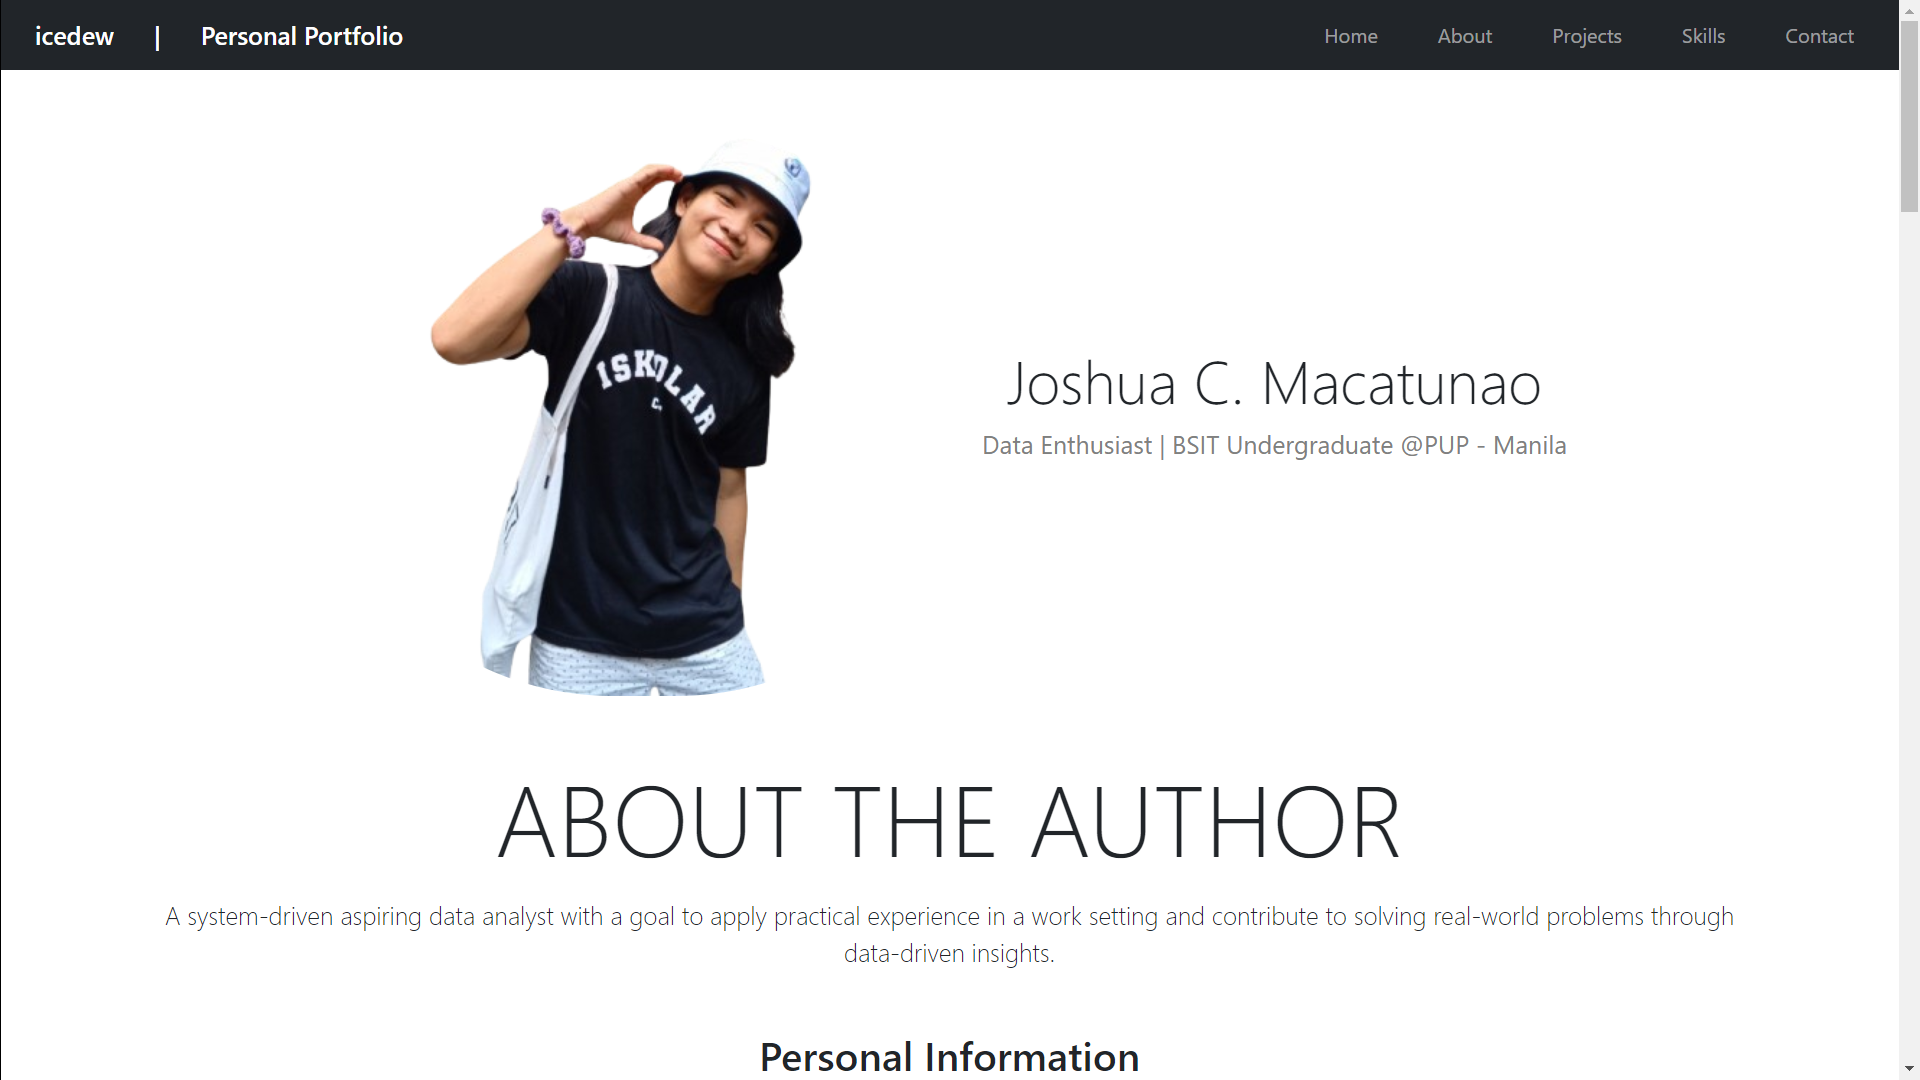 icedew | Personal Portfolio
Home About Projects Skills Contact
ISKOLAR
Joshua C. Macatunao
Data Enthusiast | BSIT Undergraduate @PUP - Manila
ABOUT THE AUTHOR
A system-driven aspiring data analyst with a goal to apply practical experience in a work setting and contribute to solving real-world problems through
data-driven insights.
Personal Information